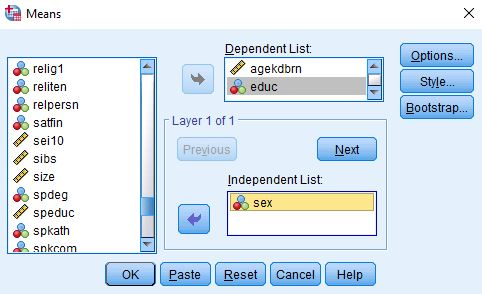 Means
relig1
reliten
relpersn
satfin
sei10
sibs
size
spdeg
speduc
spkath
spkcom
Dependent List:
agekdbrn
educ
Layer 1 of 1
Previous
Next
Independent List:
sex
Options...
Style...
Bootstrap...
OK
Paste
Reset
Cancel
Help